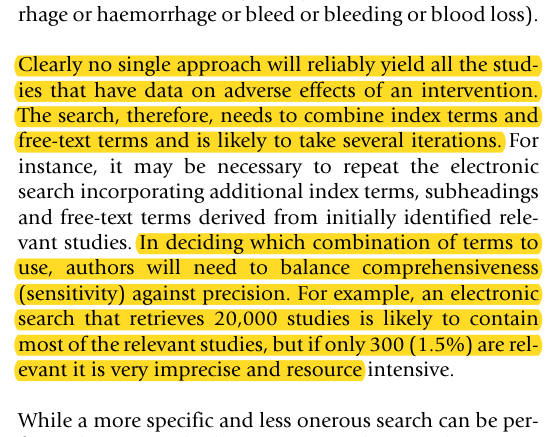 rhage or haemorrhage or bleed or bleeding or blood loss).
Clearly no single approach will reliably yield all the stud-
ies that have data on adverse effects of an intervention.
The search, therefore, needs to combine index terms and
free-text terms and is likely to take several iterations. For
instance, it may be necessary to repeat the electronic
search incorporating additional index terms, subheadings
and free-text terms derived from initially identified rele-
vant studies. In deciding which combination of terms to
use, authors will need to balance comprehensiveness
(sensitivity) against precision. For example, an electronic
search that retrieves 20,000 studies is likely to contain
most of the relevant studies, but if only 300 (1.5%) are rel-
evant it is very imprecise and resource intensive.
While a more specific and less onerous search can be per-